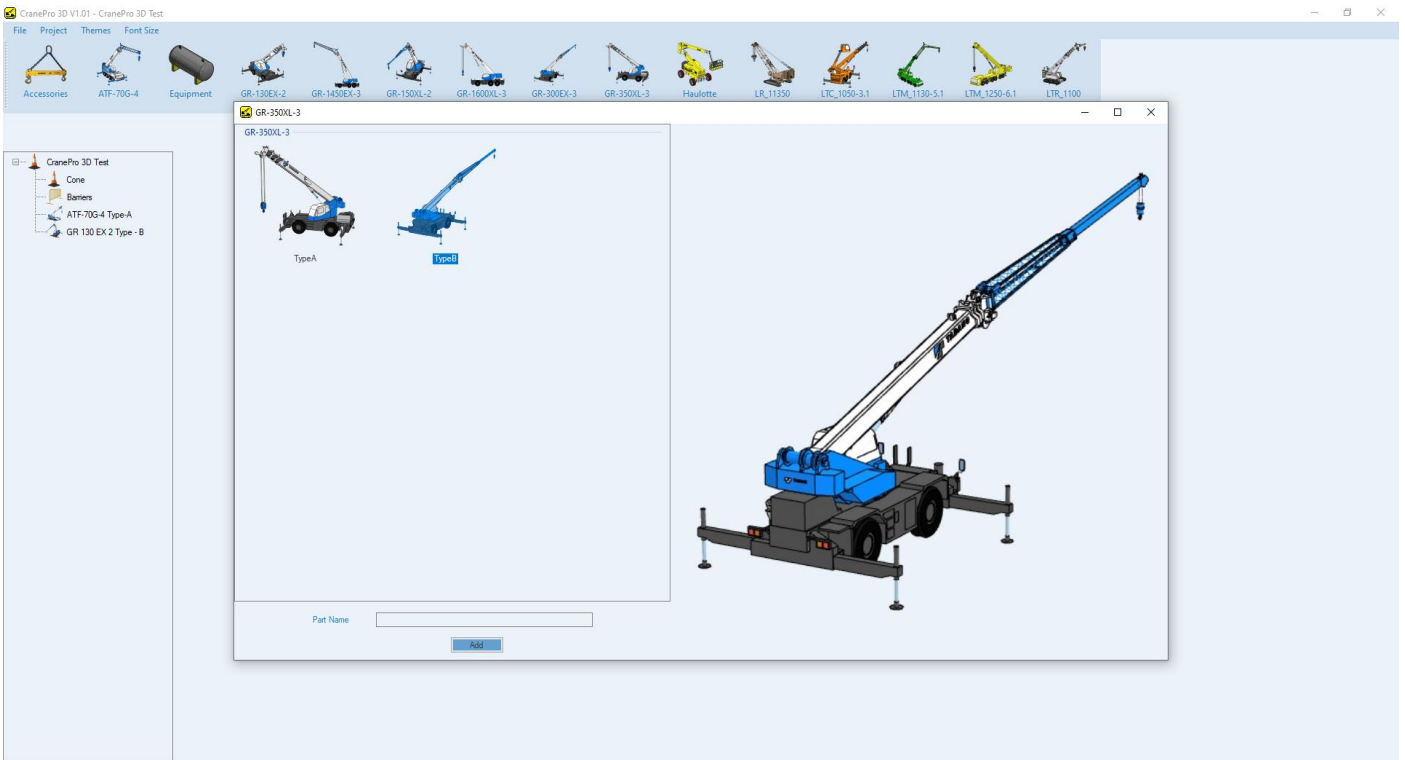 CranePro 3D V1.01 - CranePro 3D Test
File Project Themes Font Size
Accessories ATF-70G-4 Equipment GR-130EX-2 GR-1450EX-3 GR-150XL-2 GR-1600XL-3 GR-300EX-3 GR-350XL-3 Haulotte LR_11350 LTC_1050-3.1 LTM_1130-5.1 LTM_1250-6.1 LTR_1100
GR-350XL-3
GR-350XL-3
CranePro 3D Test
Cone
Barriers
ATF-70G-4 Type-A
GR 130 EX 2 Type - B
TypeA TypeB
TADANO
Part Name
Add